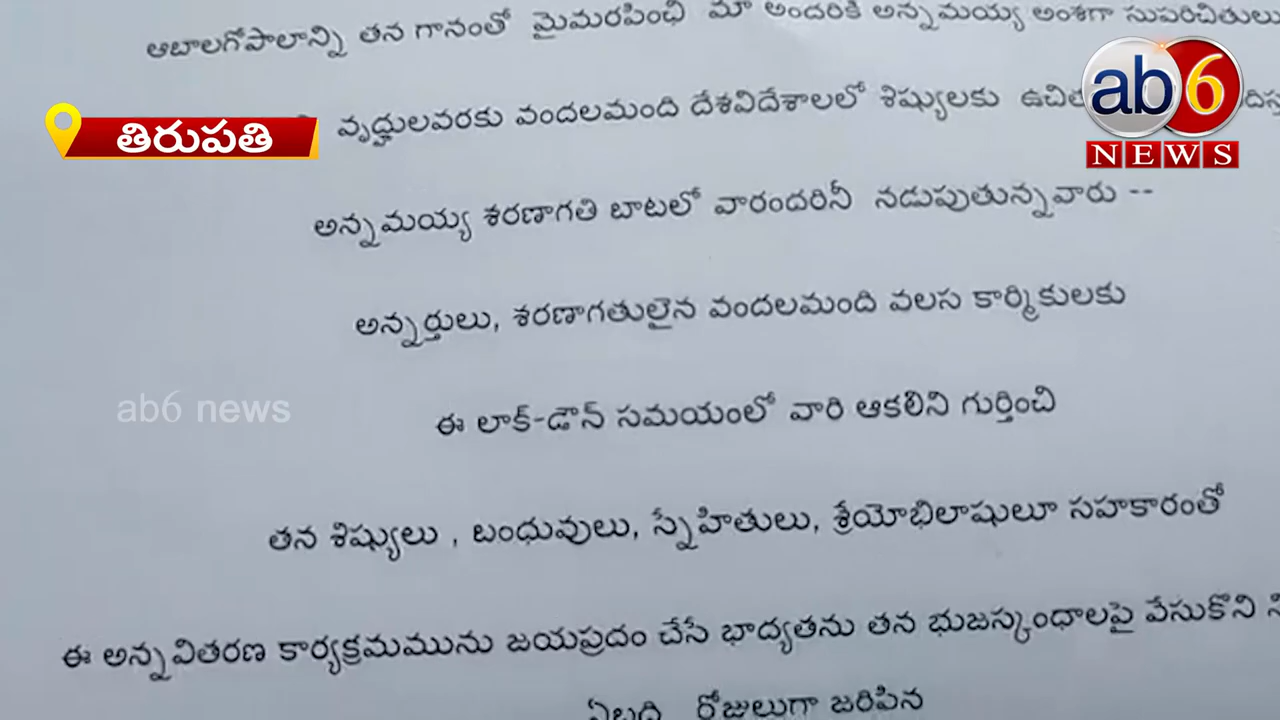 ఆబాలగోపాలాన్ని తన గానంతో మైమరపించి మా అందరికి అన్నమయ్య అంశగా సుపరిచితులు
వృద్ధులవరకు వందలమంది దేశవిదేశాలలో శిష్యులకు
అన్నమయ్య శరణాగతి బాటలో వారందరినీ నడుపుతున్నవారు --
అన్నర్తులు, శరణాగతులైన వందలమంది వలస కార్మికులకు
ఈ లాక్-డౌన్ సమయంలో వారి ఆకలిని గుర్తించి
తన శిష్యులు , బంధువులు, స్నేహితులు, శ్రేయోభిలాషులూ సహకారంతో
ఈ అన్నవితరణ కార్యక్రమమును జయప్రదం చేసే భాద్యతను తన భుజస్కంధాలపై వేసుకొని
ఏబది రోజులుగా జరిపిన
తిరుపతి
ab6
NEWS
ab6 news